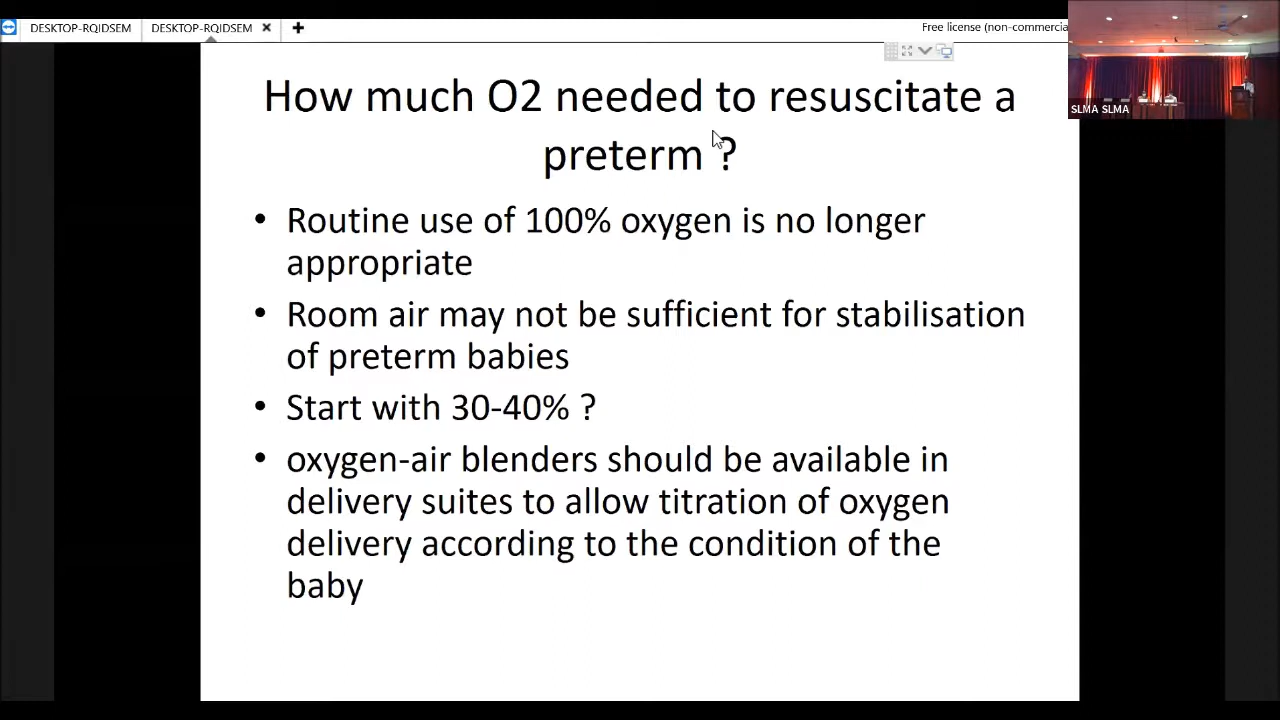 DESKTOP-RQIDSEM
DESKTOP-RQIDSEM
Free license (non-commercia
SLMA SLMA
How much O2 needed to resuscitate a
preterm ?
• Routine use of 100% oxygen is no longer
appropriate
• Room air may not be sufficient for stabilisation
of preterm babies
• Start with 30-40% ?
• oxygen-air blenders should be available in
delivery suites to allow titration of oxygen
delivery according to the condition of the
baby